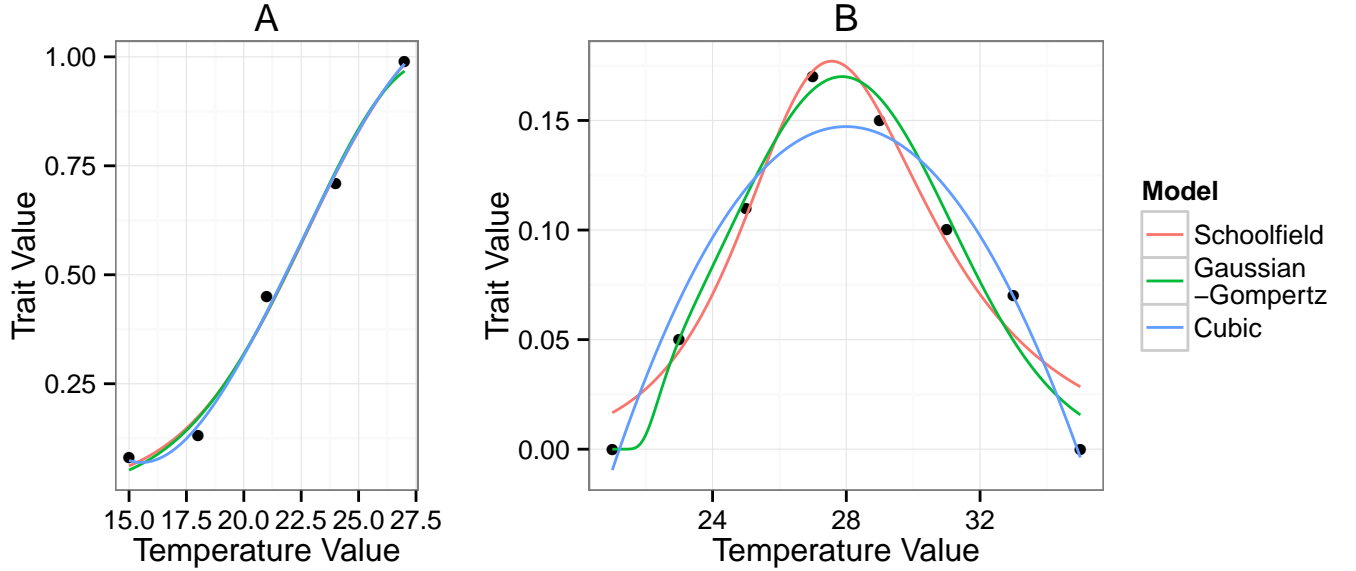 A
1.00
0.75
0.50
0.25
Trait Value
15.0 17.5 20.0 22.5 25.0 27.5
Temperature Value
B
0.15
0.10
0.05
0.00
Trait Value
24 28 32
Temperature Value
Model
Schoolfield
Gaussian
−Gompertz
Cubic